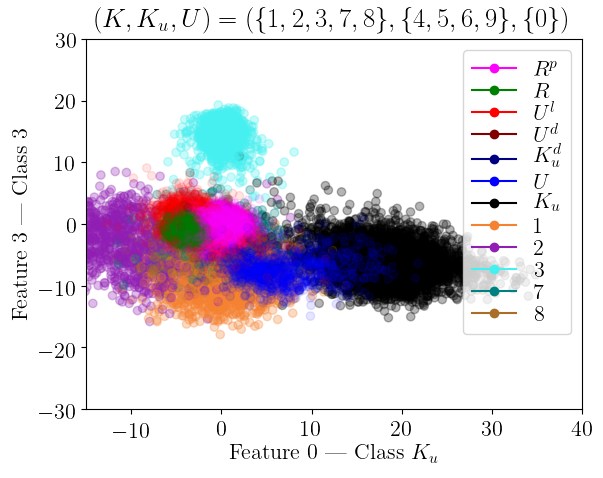 (K, K_u, U) = ({1, 2, 3, 7, 8}, {4, 5, 6, 9}, {0})
30
20
10
0
−10
−20
−30
Feature 3 — Class 3
R^p
R
U^l
U^d
K_u^d
U
K_u
1
2
3
7
8
−10
0
10
20
30
40
Feature 0 — Class K_u